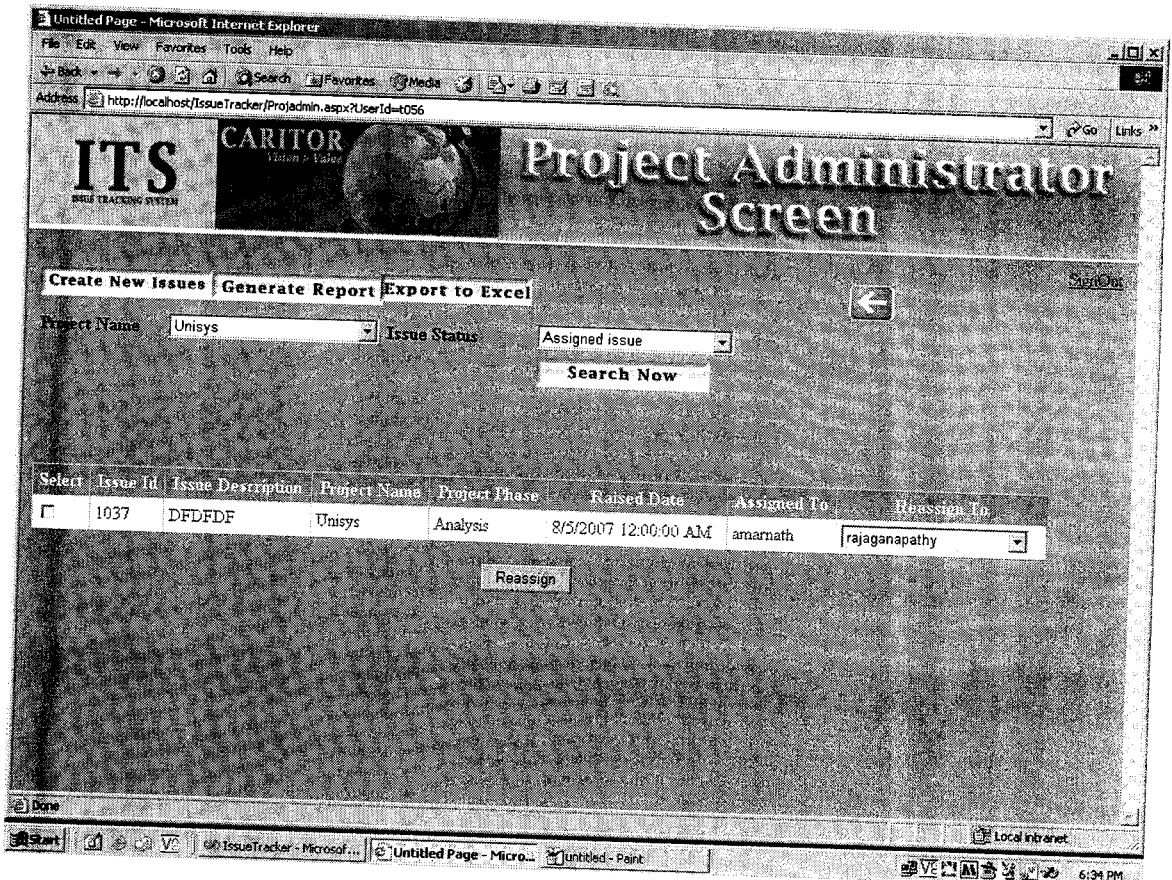 Untitled Page - Microsoft Internet Explorer
File Edit View Favorites Tools Help
Back Search Favorites Media
Address http://localhost/IssueTracker/Projadmin.aspx?UserId=t056 Go Links »
ITS
ISSUE TRACKING SYSTEM
CARITOR
Vision > Value
Project Administrator
Screen
SignOut
Create New Issues Generate Report Export to Excel
Project Name Unisys Issue Status Assigned issue
Search Now
Select Issue Id Issue Description Project Name Project Phase Raised Date Assigned To Reassign To
1037 DFDFDF Unisys Analysis 8/5/2007 12:00:00 AM amarnath rajaganapathy
Reassign
Done Local intranet
Start IssueTracker - Microsof... Untitled Page - Micro... untitled - Paint 6:34 PM